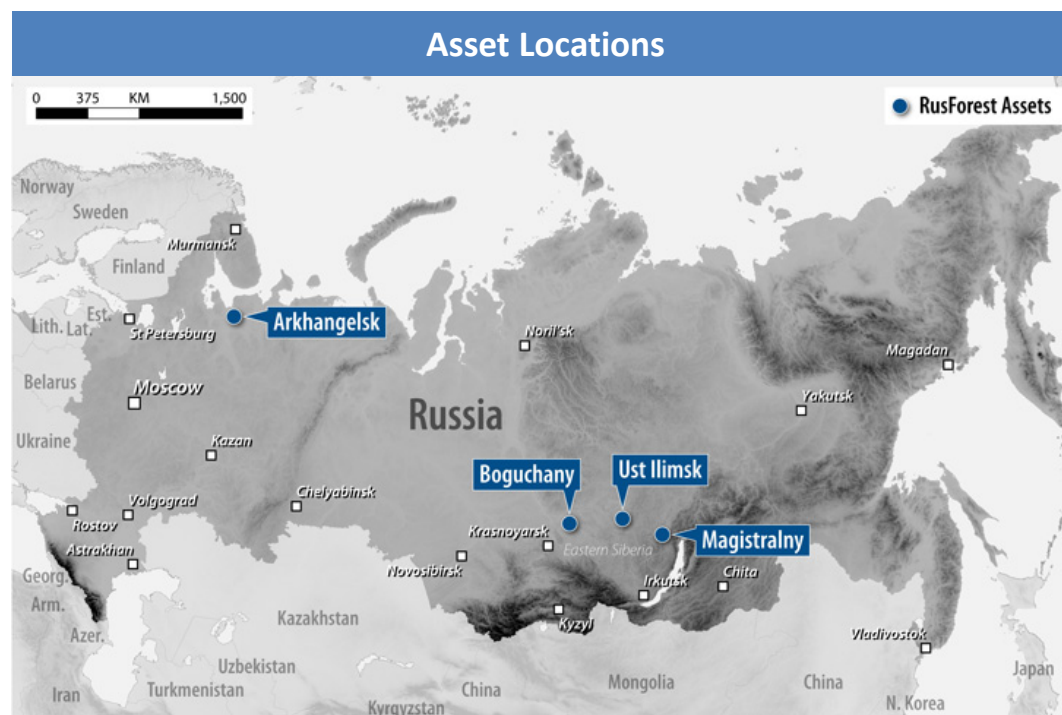 Asset Locations
0 375 KM 1,500
RusForest Assets
Norway
Sweden
Murmansk
Finland
Est.
Lith. Lat.
St Petersburg
Arkhangelsk
Noril'sk
Magadan
Belarus
Moscow
Russia
Yakutsk
Ukraine
Kazan
Boguchany
Ust Ilimsk
Chelyabinsk
Volgograd
Rostov
Krasnoyarsk
Eastern Siberia
Magistralny
Astrakhan
Novosibirsk
Georg.
Irkutsk
Chita
Arm.
Kazakhstan
Kyzyl
Azer.
Vladivostok
Uzbekistan
Iran
Turkmenistan
China
Mongolia
China
Japan
Kyrgyzstan
N. Korea